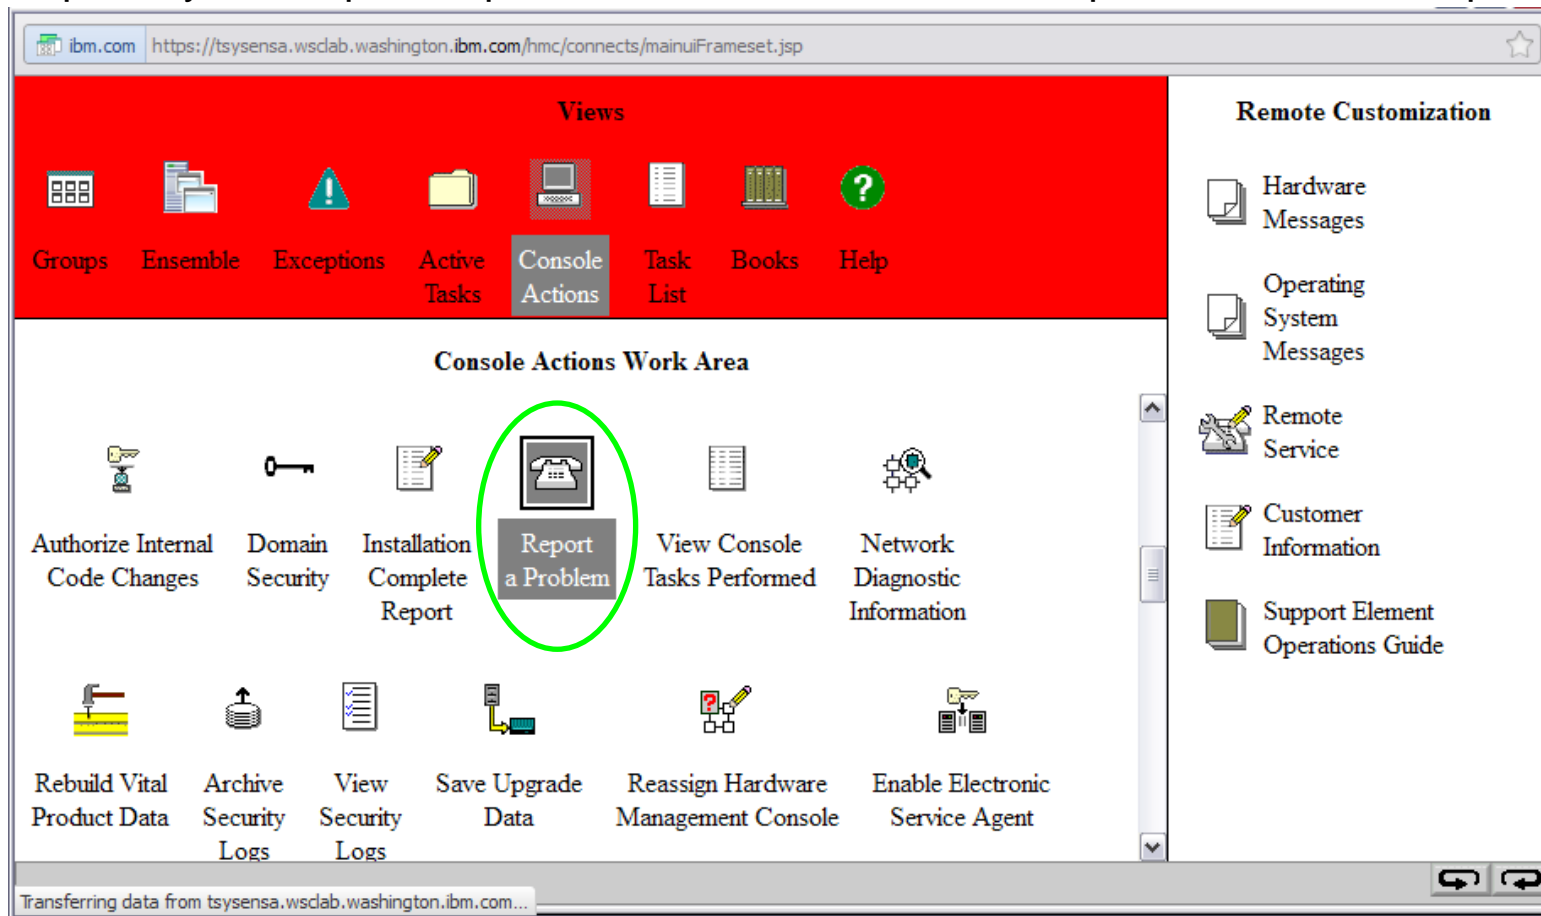 ibm.com https://tsysensa.wsclab.washington.ibm.com/hmc/connects/mainuiFrameset.jsp
Views
Groups Ensemble Exceptions Active Console Task Books Help
Tasks Actions List
Console Actions Work Area
Authorize Internal Domain Installation Report View Console Network
Code Changes Security Complete a Problem Tasks Performed Diagnostic
Report Information
Rebuild Vital Archive View Save Upgrade Reassign Hardware Enable Electronic
Product Data Security Security Data Management Console Service Agent
Logs Logs
Remote Customization
Hardware
Messages
Operating
System
Messages
Remote
Service
Customer
Information
Support Element
Operations Guide
Transferring data from tsysensa.wsclab.washington.ibm.com...